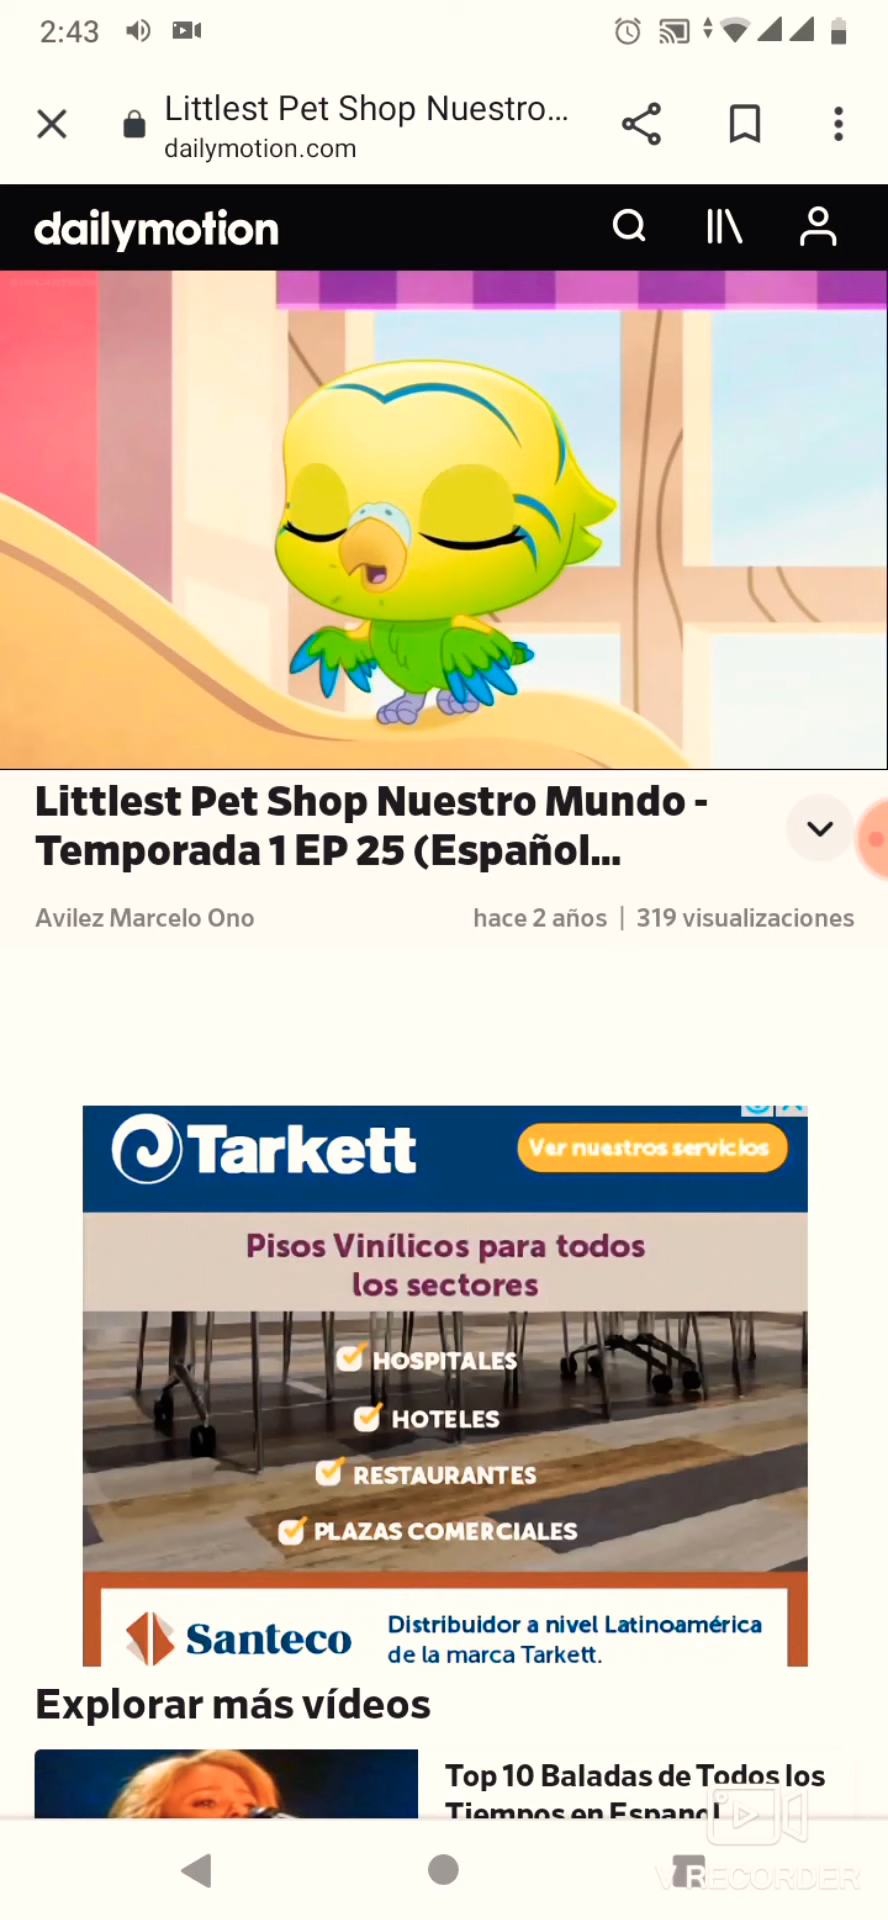 2:43
Littlest Pet Shop Nuestro...
dailymotion.com
dailymotion
Littlest Pet Shop Nuestro Mundo -
Temporada 1 EP 25 (Español...
Avilez Marcelo Ono
hace 2 años | 319 visualizaciones
Tarkett
Ver nuestros servicios
Pisos Vinílicos para todos
los sectores
HOSPITALES
HOTELES
RESTAURANTES
PLAZAS COMERCIALES
Santeco
Distribuidor a nivel Latinoamérica
de la marca Tarkett.
Explorar más vídeos
Top 10 Baladas de Todos los
Tiempos en Espanol
V RECORDER